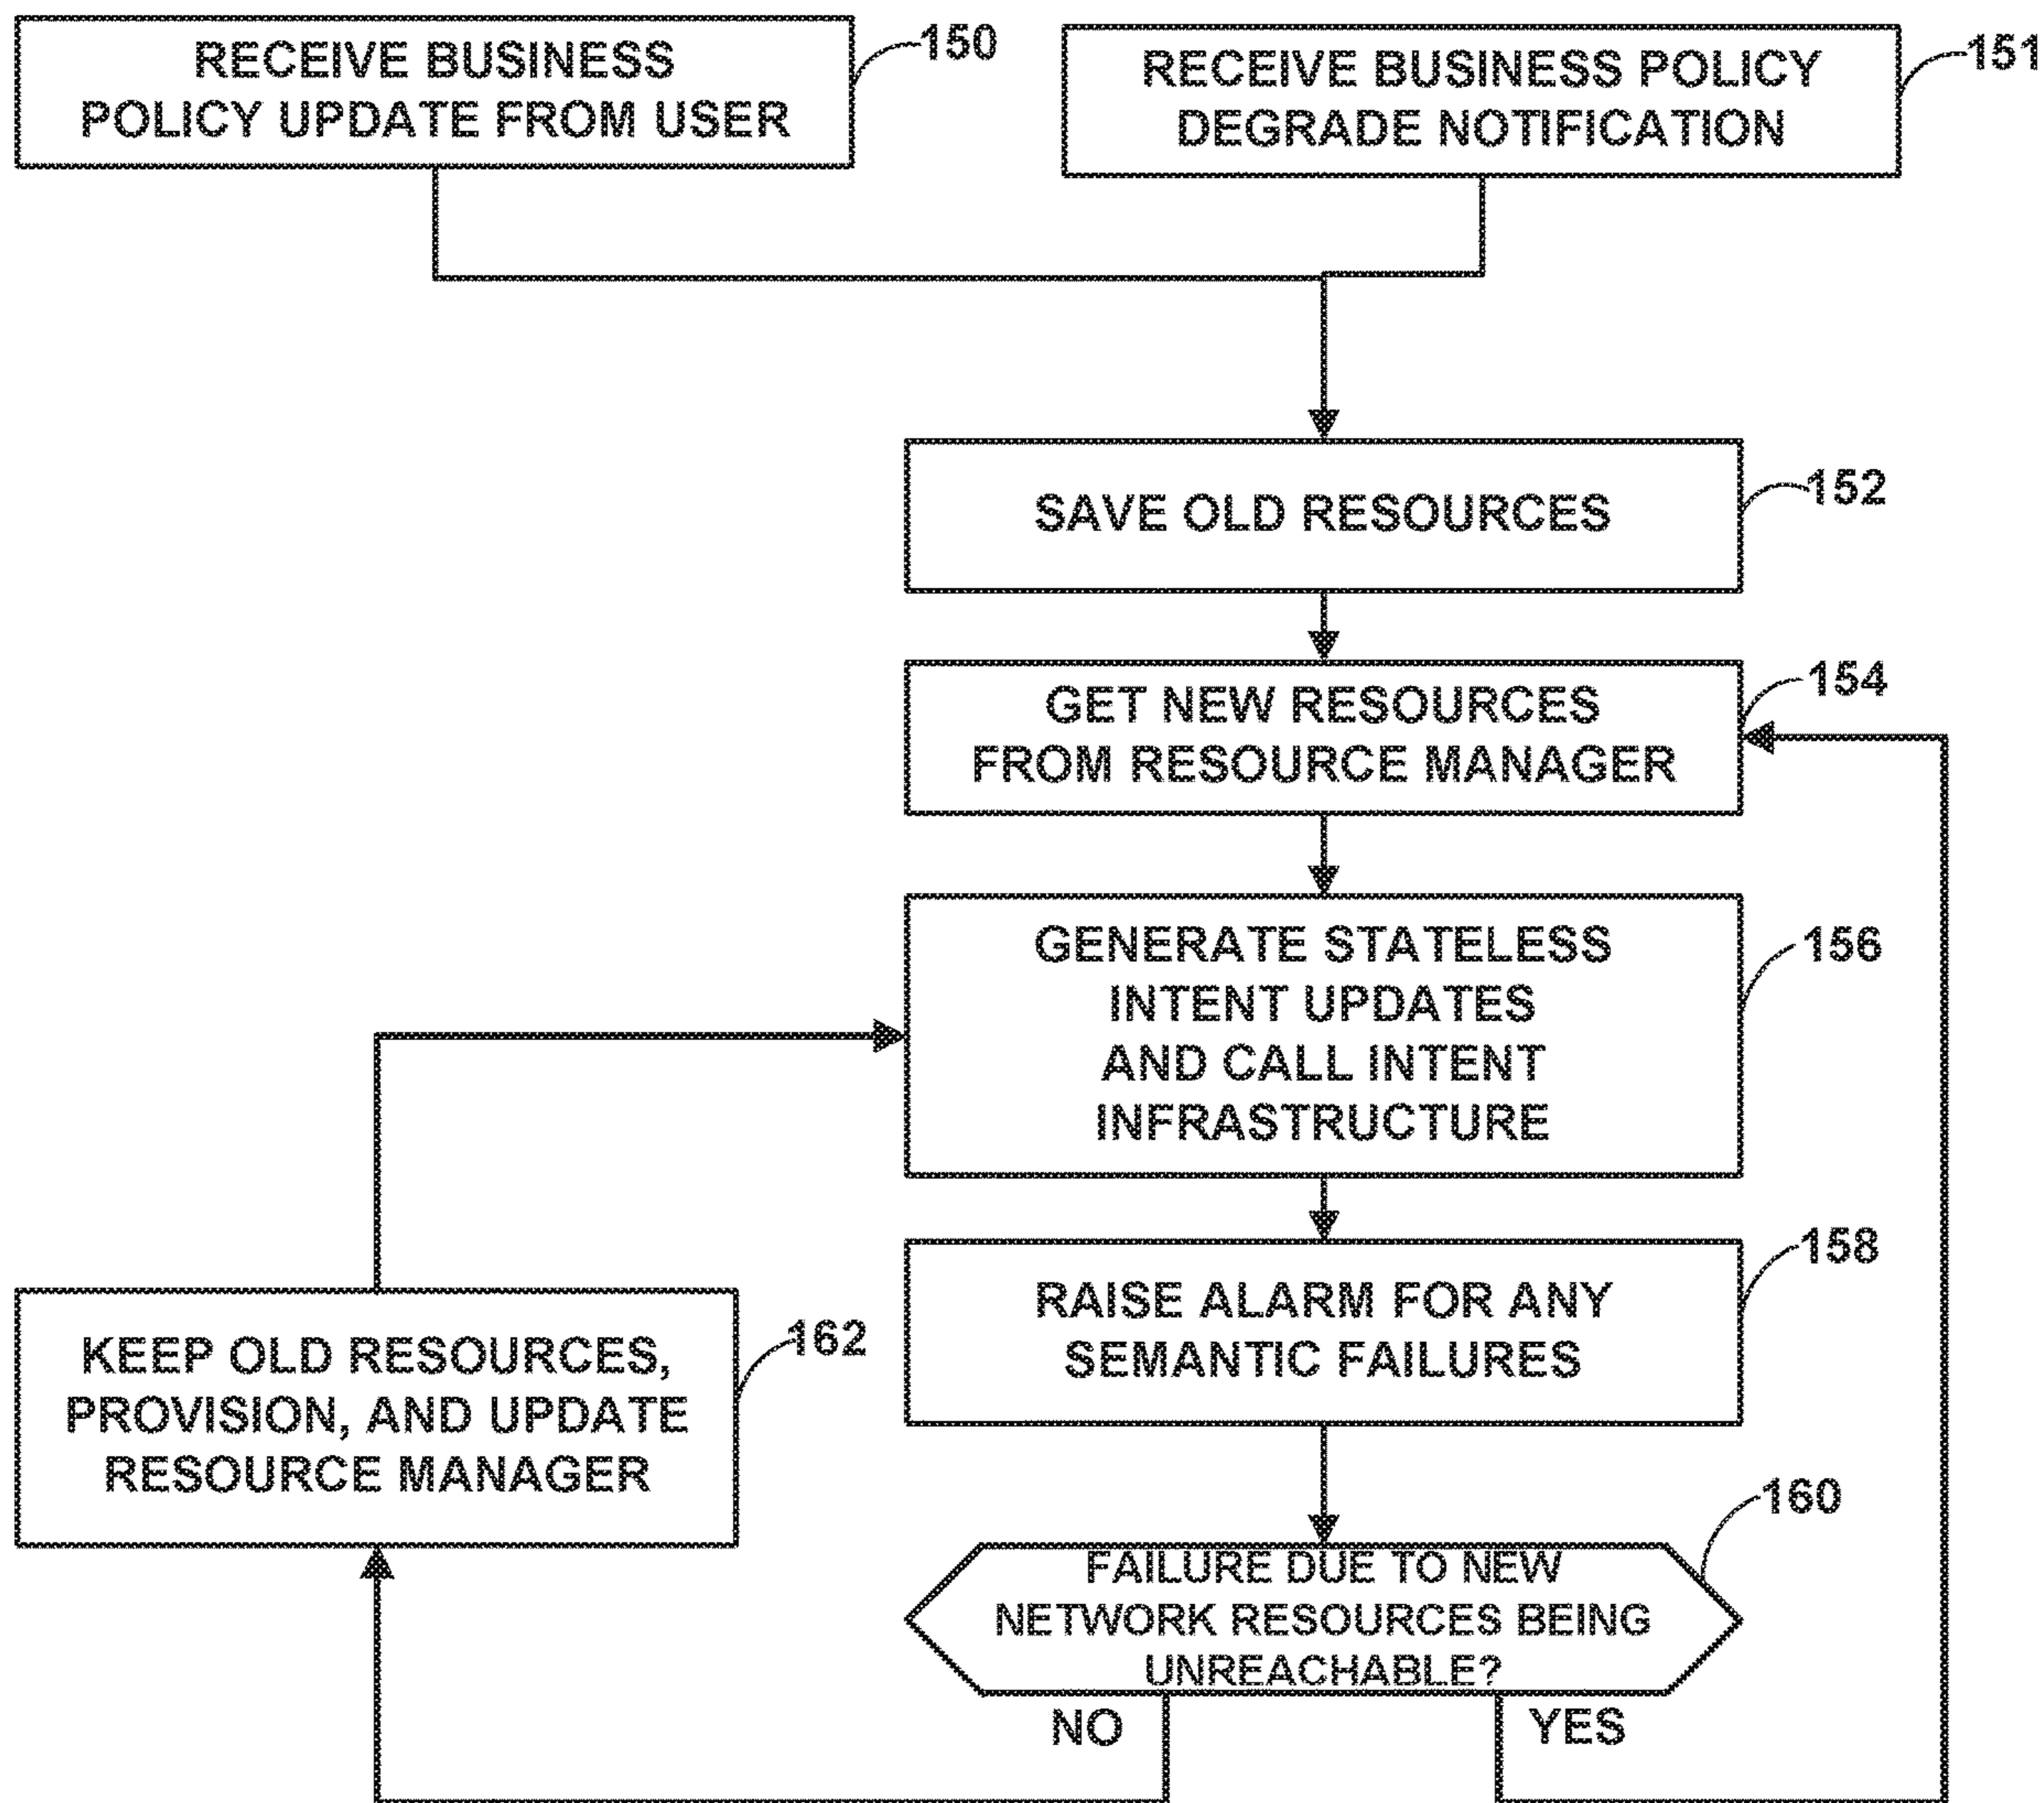 RECEIVE BUSINESS
POLICY UPDATE FROM USER
150
RECEIVE BUSINESS POLICY
DEGRADE NOTIFICATION
151
SAVE OLD RESOURCES
152
GET NEW RESOURCES
FROM RESOURCE MANAGER
154
GENERATE STATELESS
INTENT UPDATES
AND CALL INTENT
INFRASTRUCTURE
156
RAISE ALARM FOR ANY
SEMANTIC FAILURES
158
KEEP OLD RESOURCES,
PROVISION, AND UPDATE
RESOURCE MANAGER
162
FAILURE DUE TO NEW
NETWORK RESOURCES BEING
UNREACHABLE?
160
NO
YES